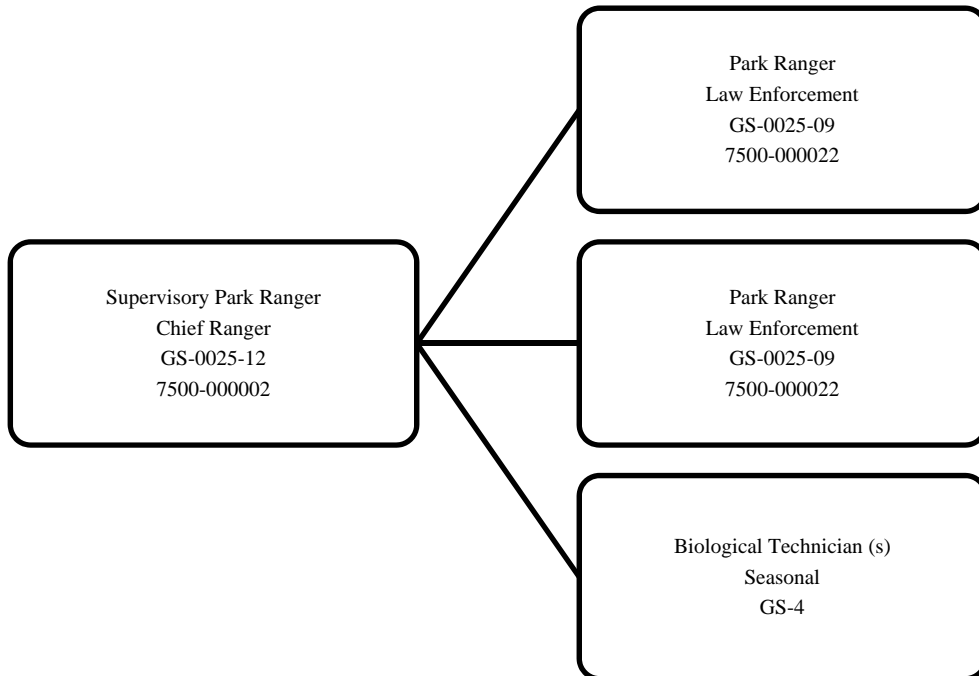 Supervisory Park Ranger
Chief Ranger
GS-0025-12
7500-000002
Park Ranger
Law Enforcement
GS-0025-09
7500-000022
Park Ranger
Law Enforcement
GS-0025-09
7500-000022
Biological Technician (s)
Seasonal
GS-4